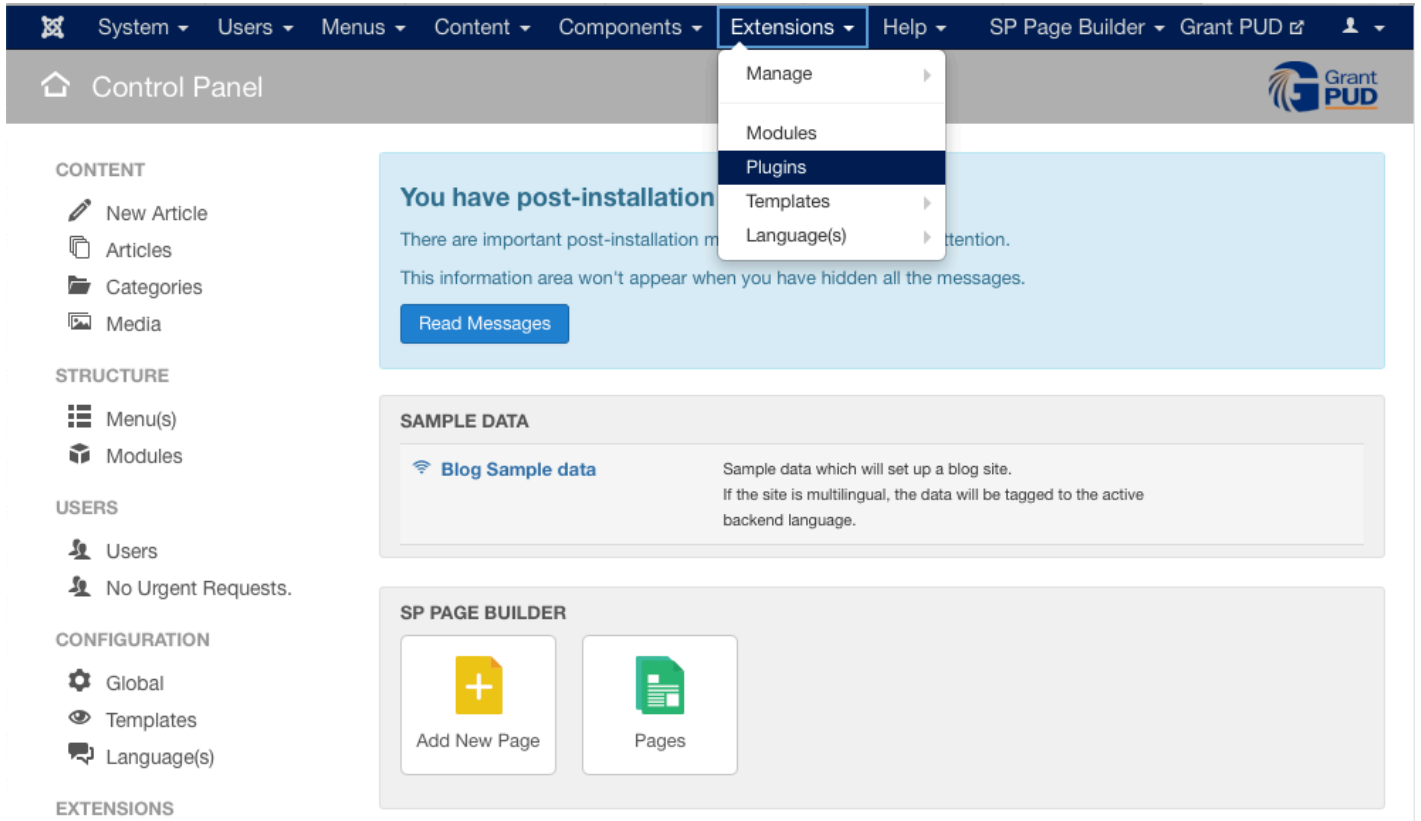 System Users Menus Content Components Extensions Help SP Page Builder Grant PUD
Control Panel
Grant
PUD
Manage
Modules
Plugins
Templates
Language(s)
CONTENT
New Article
Articles
Categories
Media
STRUCTURE
Menu(s)
Modules
USERS
Users
No Urgent Requests.
CONFIGURATION
Global
Templates
Language(s)
EXTENSIONS
You have post-installation
There are important post-installation m
This information area won't appear when you have hidden all the messages.
Read Messages
SAMPLE DATA
Blog Sample data
Sample data which will set up a blog site.
If the site is multilingual, the data will be tagged to the active
backend language.
SP PAGE BUILDER
Add New Page
Pages